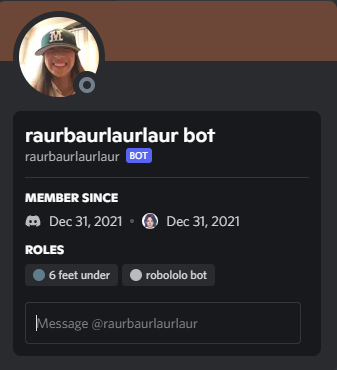 M
raurbaurlaurlaur bot
raurbaurlaurlaur BOT
MEMBER SINCE
Dec 31, 2021 • Dec 31, 2021
ROLES
6 feet under robololo bot
Message @raurbaurlaurlaur